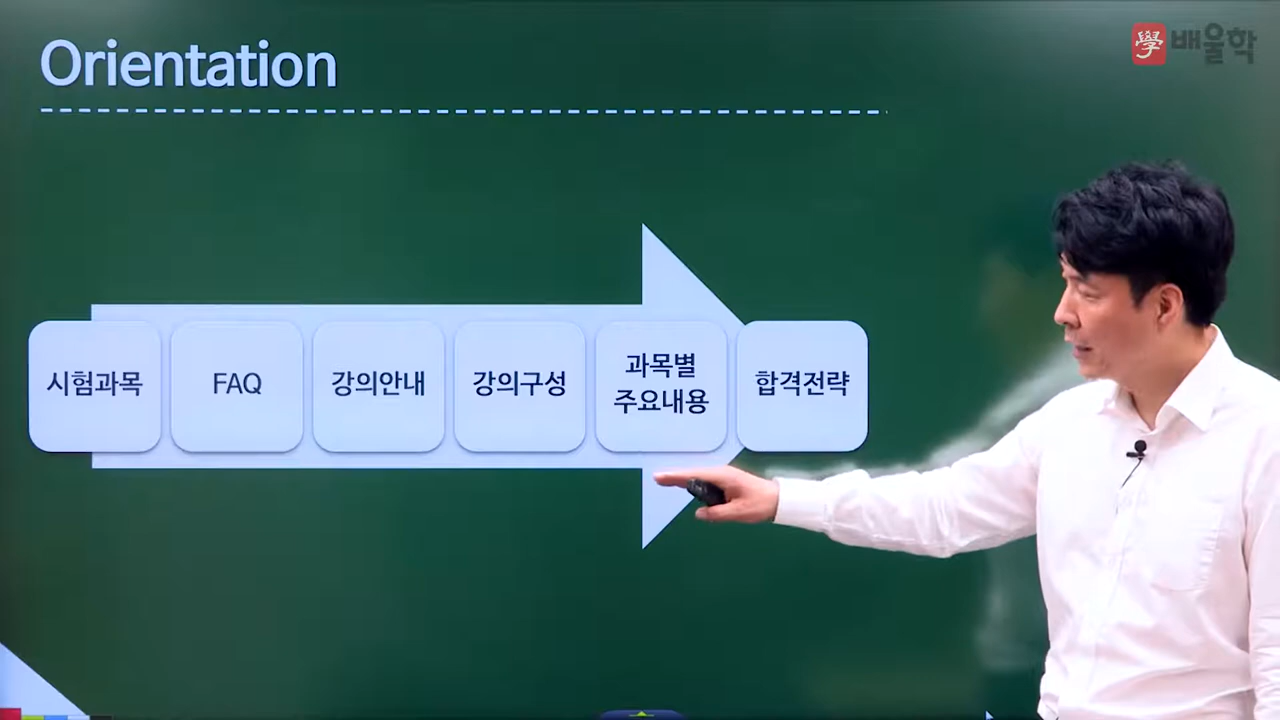 Orientation
學 배울학
시험과목
FAQ
강의안내
강의구성
과목별
주요내용
합격전략